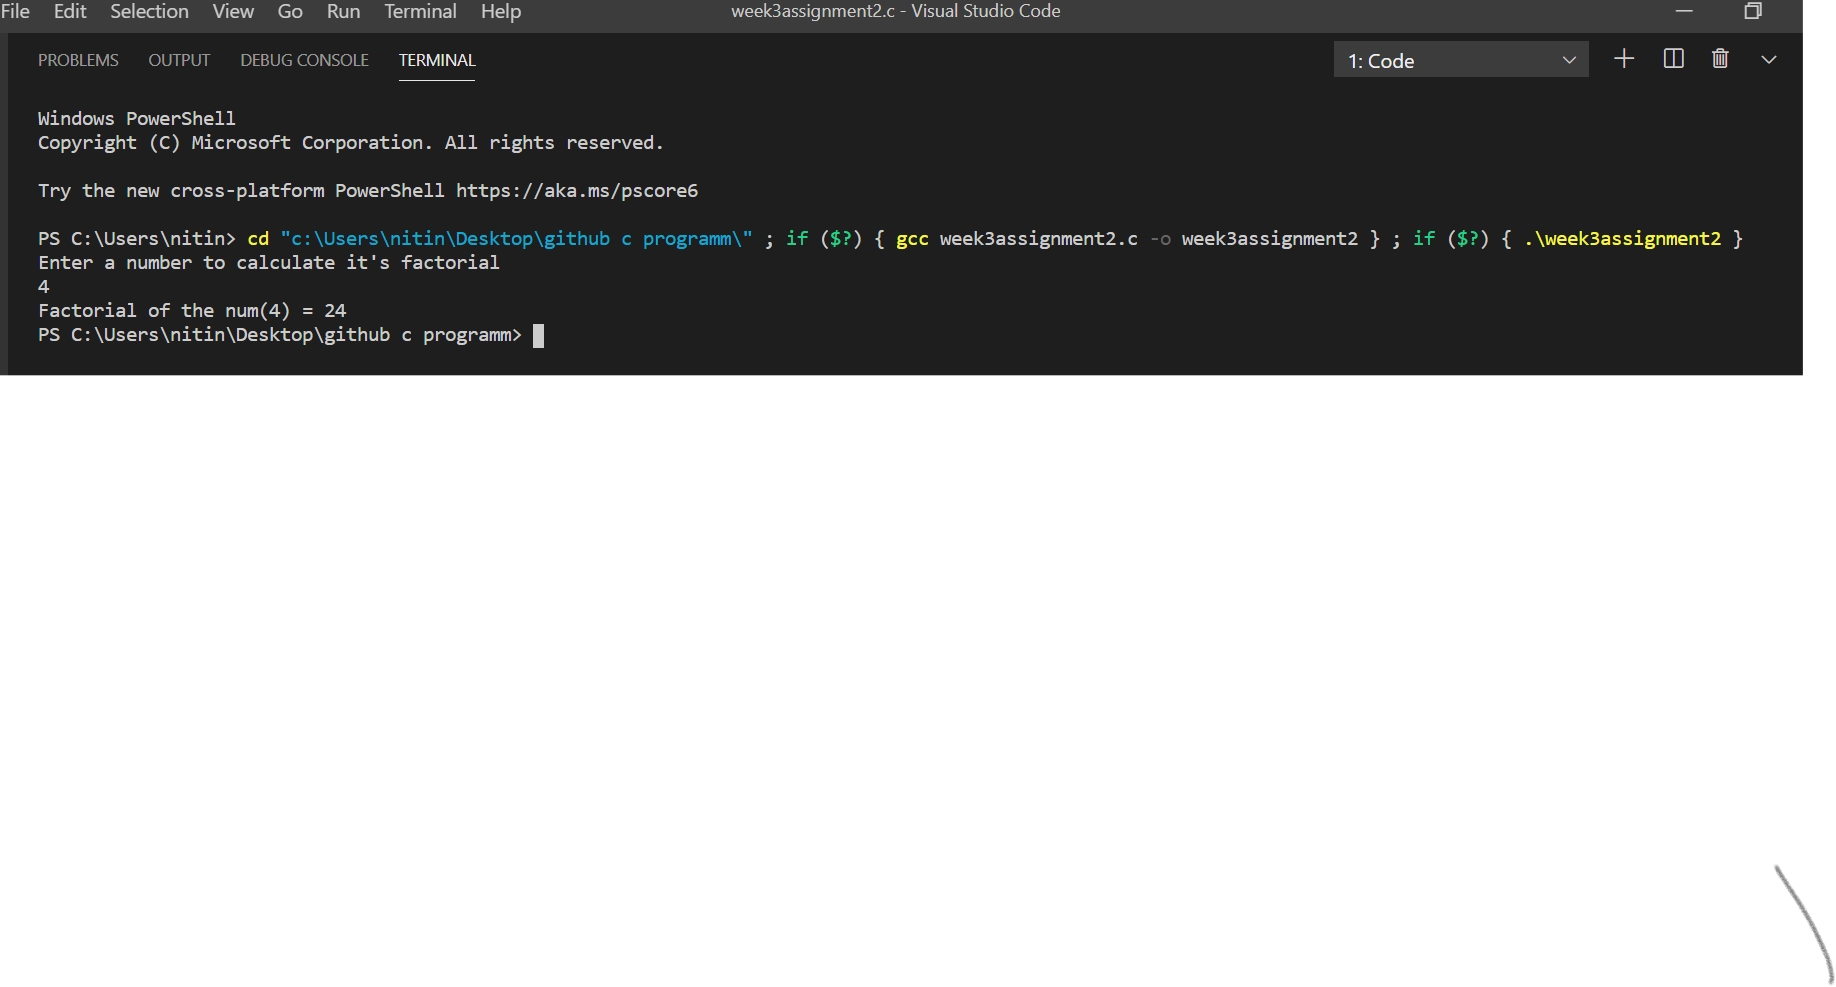 File Edit Selection View Go Run Terminal Help week3assignment2.c - Visual Studio Code
PROBLEMS OUTPUT DEBUG CONSOLE TERMINAL 1: Code
Windows PowerShell
Copyright (C) Microsoft Corporation. All rights reserved.
Try the new cross-platform PowerShell https://aka.ms/pscore6
PS C:\Users\nitin> cd "c:\Users\nitin\Desktop\github c programm\" ; if ($?) { gcc week3assignment2.c -o week3assignment2 } ; if ($?) { .\week3assignment2 }
Enter a number to calculate it's factorial
4
Factorial of the num(4) = 24
PS C:\Users\nitin\Desktop\github c programm>